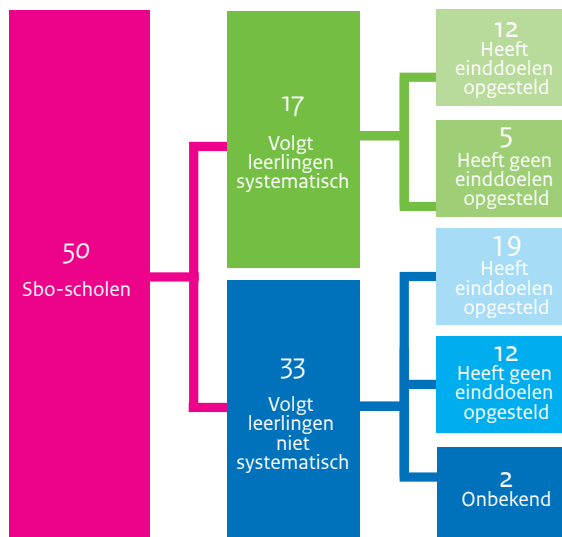 50
Sbo-scholen
17
Volgt
leerlingen
systematisch
33
Volgt
leerlingen
niet
systematisch
12
Heeft
einddoelen
opgesteld
5
Heeft geen
einddoelen
opgesteld
19
Heeft
einddoelen
opgesteld
12
Heeft geen
einddoelen
opgesteld
2
Onbekend